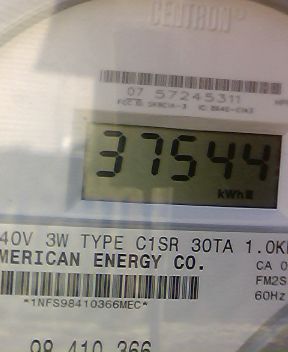 CENTRON®
07 57245311
37544
kWh
40V 3W TYPE C1SR 30TA 1.0K
MERICAN ENERGY CO.
CA 0
FM2S
*1NFS98410366MEC*
60Hz
98 410 366